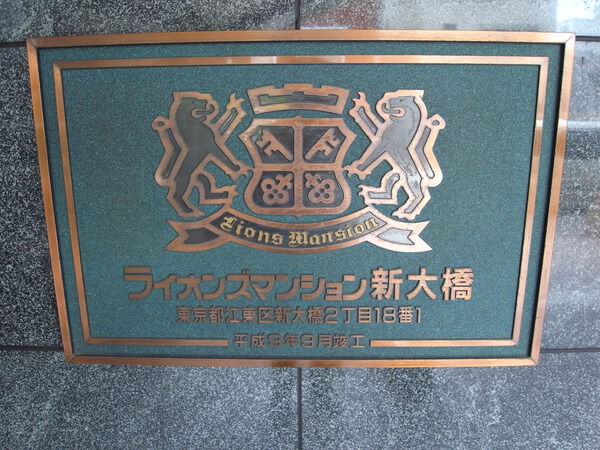 Lions Mansion
ライオンズマンション新大橋
東京都江東区新大橋2丁目18番1
平成9年9月竣工